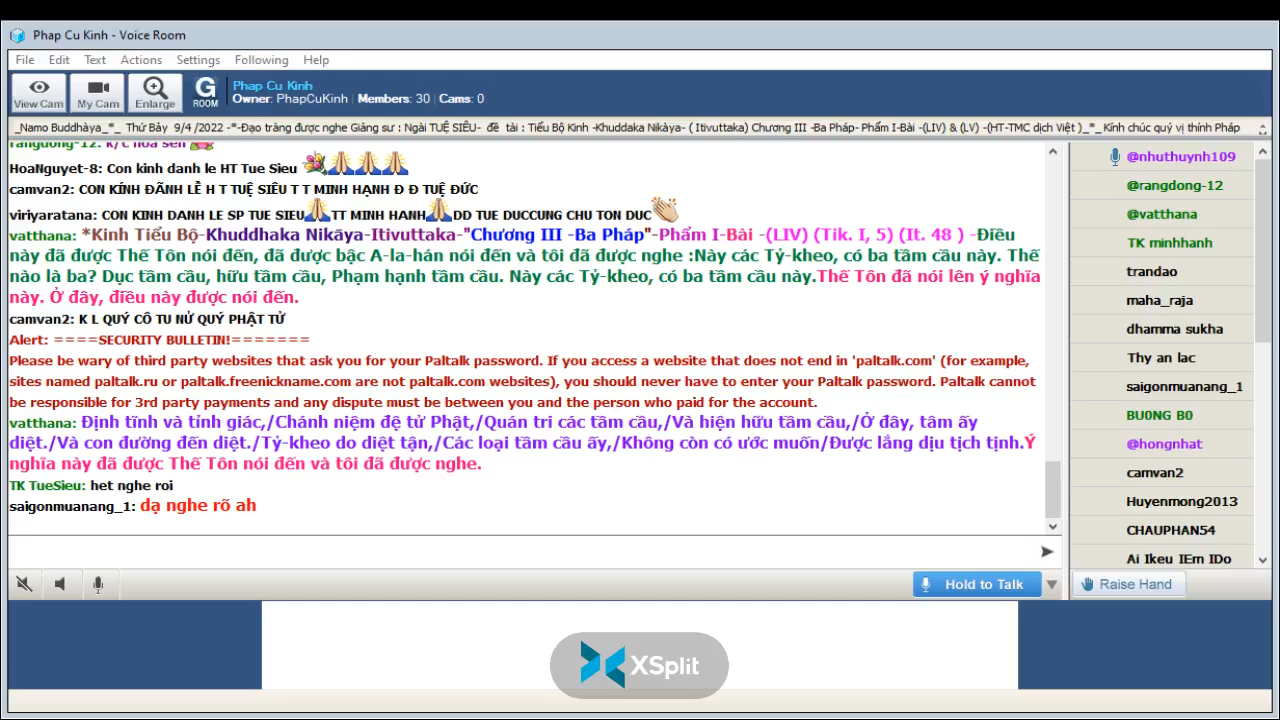 Phap Cu Kinh - Voice Room
File Edit Text Actions Settings Following Help
View Cam My Cam Enlarge G ROOM
Phap Cu Kinh
Owner: PhapCuKinh | Members: 30 | Cams: 0
_Namo Buddhàya_*_ Thứ Bảy 9/4 /2022 -*-Đạo tràng được nghe Giảng sư : Ngài TUỆ SIÊU- đề tài : Tiểu Bộ Kinh -Khuddaka Nikàya- ( Itivuttaka) Chương III -Ba Pháp- Phẩm I-Bài -(LIV) & (LV) -(HT-TMC dịch Việt )_*_ Kính chúc quý vị thính Pháp
rangdong-12: k/c hoa sen
HoaNguyet-8: Con kinh danh le HT Tue Sieu
camvan2: CON KÍNH ĐÃNH LỄ H T TUỆ SIÊU T T MINH HẠNH Đ Đ TUỆ ĐỨC
viriyaratana: CON KINH DANH LE SP TUE SIEU TT MINH HANH DD TUE DUCCUNG CHU TON DUC
vatthana: *Kinh Tiểu Bộ-Khuddhaka Nikāya-Itivuttaka-"Chương III -Ba Pháp"-Phẩm I-Bài -(LIV) (Tik. I, 5) (It. 48 ) -Điều
này đã được Thế Tôn nói đến, đã được bậc A-la-hán nói đến và tôi đã được nghe :Này các Tỷ-kheo, có ba tầm cầu này. Thế
nào là ba? Dục tầm cầu, hữu tầm cầu, Phạm hạnh tầm cầu. Này các Tỷ-kheo, có ba tầm cầu này.Thế Tôn đã nói lên ý nghĩa
này. Ở đây, điều này được nói đến.
camvan2: K L QUÝ CÔ TU NỬ QUÝ PHẬT TỬ
Alert: ====SECURITY BULLETIN!=======
Please be wary of third party websites that ask you for your Paltalk password. If you access a website that does not end in 'paltalk.com' (for example,
sites named paltalk.ru or paltalk.freenickname.com are not paltalk.com websites), you should never have to enter your Paltalk password. Paltalk cannot
be responsible for 3rd party payments and any dispute must be between you and the person who paid for the account.
vatthana: Định tĩnh và tỉnh giác,/Chánh niệm đệ tử Phật,/Quán tri các tầm cầu,/Và hiện hữu tầm cầu,/Ở đây, tâm ấy
diệt./Và con đường đến diệt./Tỷ-kheo do diệt tận,/Các loại tầm cầu ấy,/Không còn có ước muốn/Được lắng dịu tịch tịnh.Ý
nghĩa này đã được Thế Tôn nói đến và tôi đã được nghe.
TK TueSieu: het nghe roi
saigonmuanang_1: dạ nghe rõ ah
@nhuthuynh109
@rangdong-12
@vatthana
TK minhhanh
trandao
maha_raja
dhamma sukha
Thy an lac
saigonmuanang_1
BU0NG B0
@hongnhat
camvan2
Huyenmong2013
CHAUPHAN54
Ai Ikeu IEm IDo
Hold to Talk
Raise Hand
XSplit